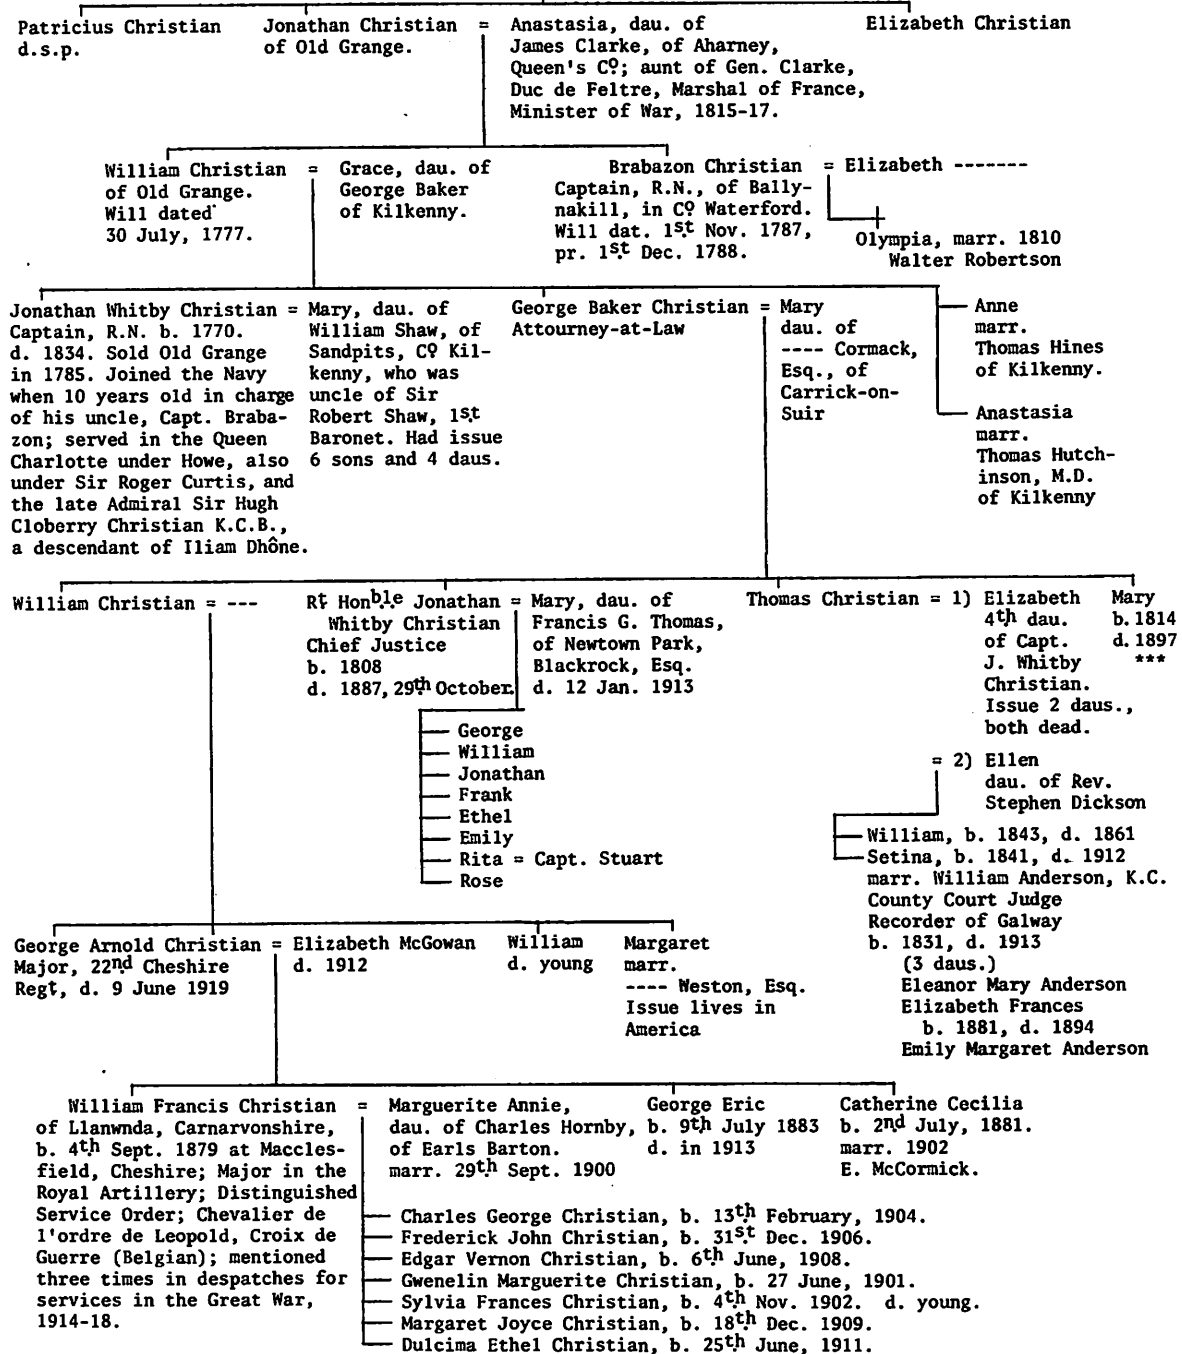 Patricius Christian
d.s.p.
Jonathan Christian =
of Old Grange.
Anastasia, dau. of
James Clarke, of Aharney,
Queen's Cº; aunt of Gen. Clarke,
Duc de Feltre, Marshal of France,
Minister of War, 1815-17.
Elizabeth Christian
William Christian =
of Old Grange.
Will dated
30 July, 1777.
Grace, dau. of
George Baker
of Kilkenny.
Brabazon Christian = Elizabeth -------
Captain, R.N., of Bally-
nakill, in Cº Waterford.
Will dat. 1st Nov. 1787,
pr. 1st Dec. 1788.
Olympia, marr. 1810
Walter Robertson
Jonathan Whitby Christian =
Captain, R.N. b. 1770.
d. 1834. Sold Old Grange
in 1785. Joined the Navy
when 10 years old in charge
of his uncle, Capt. Braba-
zon; served in the Queen
Charlotte under Howe, also
under Sir Roger Curtis, and
the late Admiral Sir Hugh
Cloberry Christian K.C.B.,
a descendant of Iliam Dhône.
Mary, dau. of
William Shaw, of
Sandpits, Cº Kil-
kenny, who was
uncle of Sir
Robert Shaw, 1st
Baronet. Had issue
6 sons and 4 daus.
George Baker Christian =
Attourney-at-Law
Mary
dau. of
---- Cormack,
Esq., of
Carrick-on-
Suir
Anne
marr.
Thomas Hines
of Kilkenny.
Anastasia
marr.
Thomas Hutch-
inson, M.D.
of Kilkenny
William Christian = ---
Rt Honble Jonathan =
Whitby Christian
Chief Justice
b. 1808
d. 1887, 29th October.
Mary, dau. of
Francis G. Thomas,
of Newtown Park,
Blackrock, Esq.
d. 12 Jan. 1913
George
William
Jonathan
Frank
Ethel
Emily
Rita = Capt. Stuart
Rose
Thomas Christian = 1) Elizabeth
4th dau.
of Capt.
J. Whitby
Christian.
Issue 2 daus.,
both dead.
Mary
b. 1814
d. 1897
***
= 2) Ellen
dau. of Rev.
Stephen Dickson
William, b. 1843, d. 1861
Setina, b. 1841, d. 1912
marr. William Anderson, K.C.
County Court Judge
Recorder of Galway
b. 1831, d. 1913
(3 daus.)
Eleanor Mary Anderson
Elizabeth Frances
b. 1881, d. 1894
Emily Margaret Anderson
George Arnold Christian =
Major, 22nd Cheshire
Regt, d. 9 June 1919
Elizabeth McGowan
d. 1912
William
d. young
Margaret
marr.
---- Weston, Esq.
Issue lives in
America
William Francis Christian =
of Llanwnda, Carnarvonshire,
b. 4th Sept. 1879 at Maccles-
field, Cheshire; Major in the
Royal Artillery; Distinguished
Service Order; Chevalier de
l'ordre de Leopold, Croix de
Guerre (Belgian); mentioned
three times in despatches for
services in the Great War,
1914-18.
Marguerite Annie,
dau. of Charles Hornby,
of Earls Barton.
marr. 29th Sept. 1900
George Eric
b. 9th July 1883
d. in 1913
Catherine Cecilia
b. 2nd July, 1881.
marr. 1902
E. McCormick.
Charles George Christian, b. 13th February, 1904.
Frederick John Christian, b. 31st Dec. 1906.
Edgar Vernon Christian, b. 6th June, 1908.
Gwenelin Marguerite Christian, b. 27 June, 1901.
Sylvia Frances Christian, b. 4th Nov. 1902. d. young.
Margaret Joyce Christian, b. 18th Dec. 1909.
Dulcima Ethel Christian, b. 25th June, 1911.